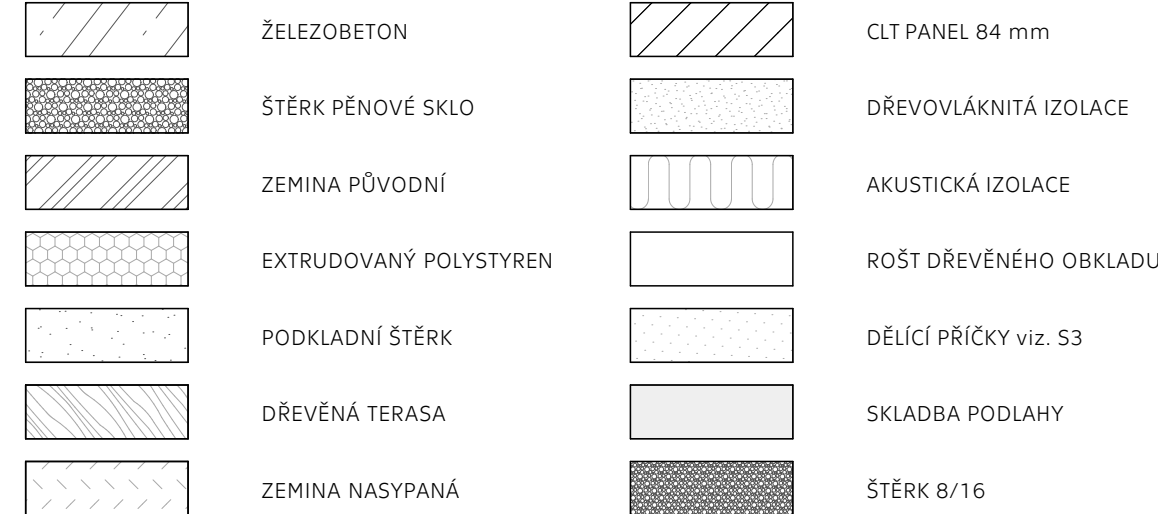 ŽELEZOBETON
ŠTĚRK PĚNOVÉ SKLO
ZEMINA PŮVODNÍ
EXTRUDOVANÝ POLYSTYREN
PODKLADNÍ ŠTĚRK
DŘEVĚNÁ TERASA
ZEMINA NASYPANÁ
CLT PANEL 84 mm
DŘEVOVLÁKNITÁ IZOLACE
AKUSTICKÁ IZOLACE
ROŠT DŘEVĚNÉHO OBKLADU
DĚLÍCÍ PŘÍČKY viz. S3
SKLADBA PODLAHY
ŠTĚRK 8/16